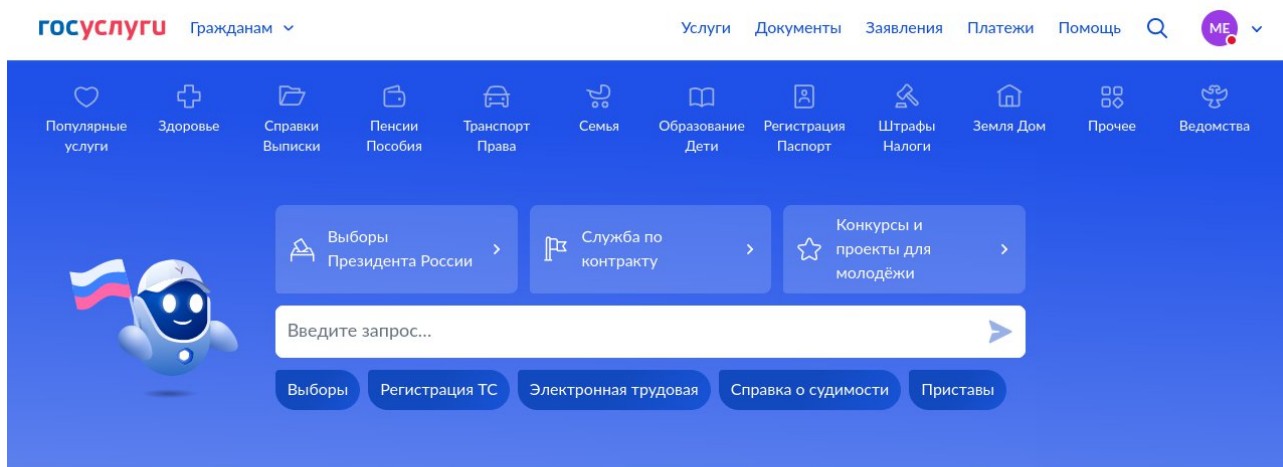 госуслуги Гражданам Услуги Документы Заявления Платежи Помощь МЕ
Популярные услуги
Здоровье
Справки Выписки
Пенсии Пособия
Транспорт Права
Семья
Образование Дети
Регистрация Паспорт
Штрафы Налоги
Земля Дом
Прочее
Ведомства
Выборы
Президента России
Служба по
контракту
Конкурсы и
проекты для
молодёжи
Введите запрос...
Выборы Регистрация ТС Электронная трудовая Справка о судимости Приставы